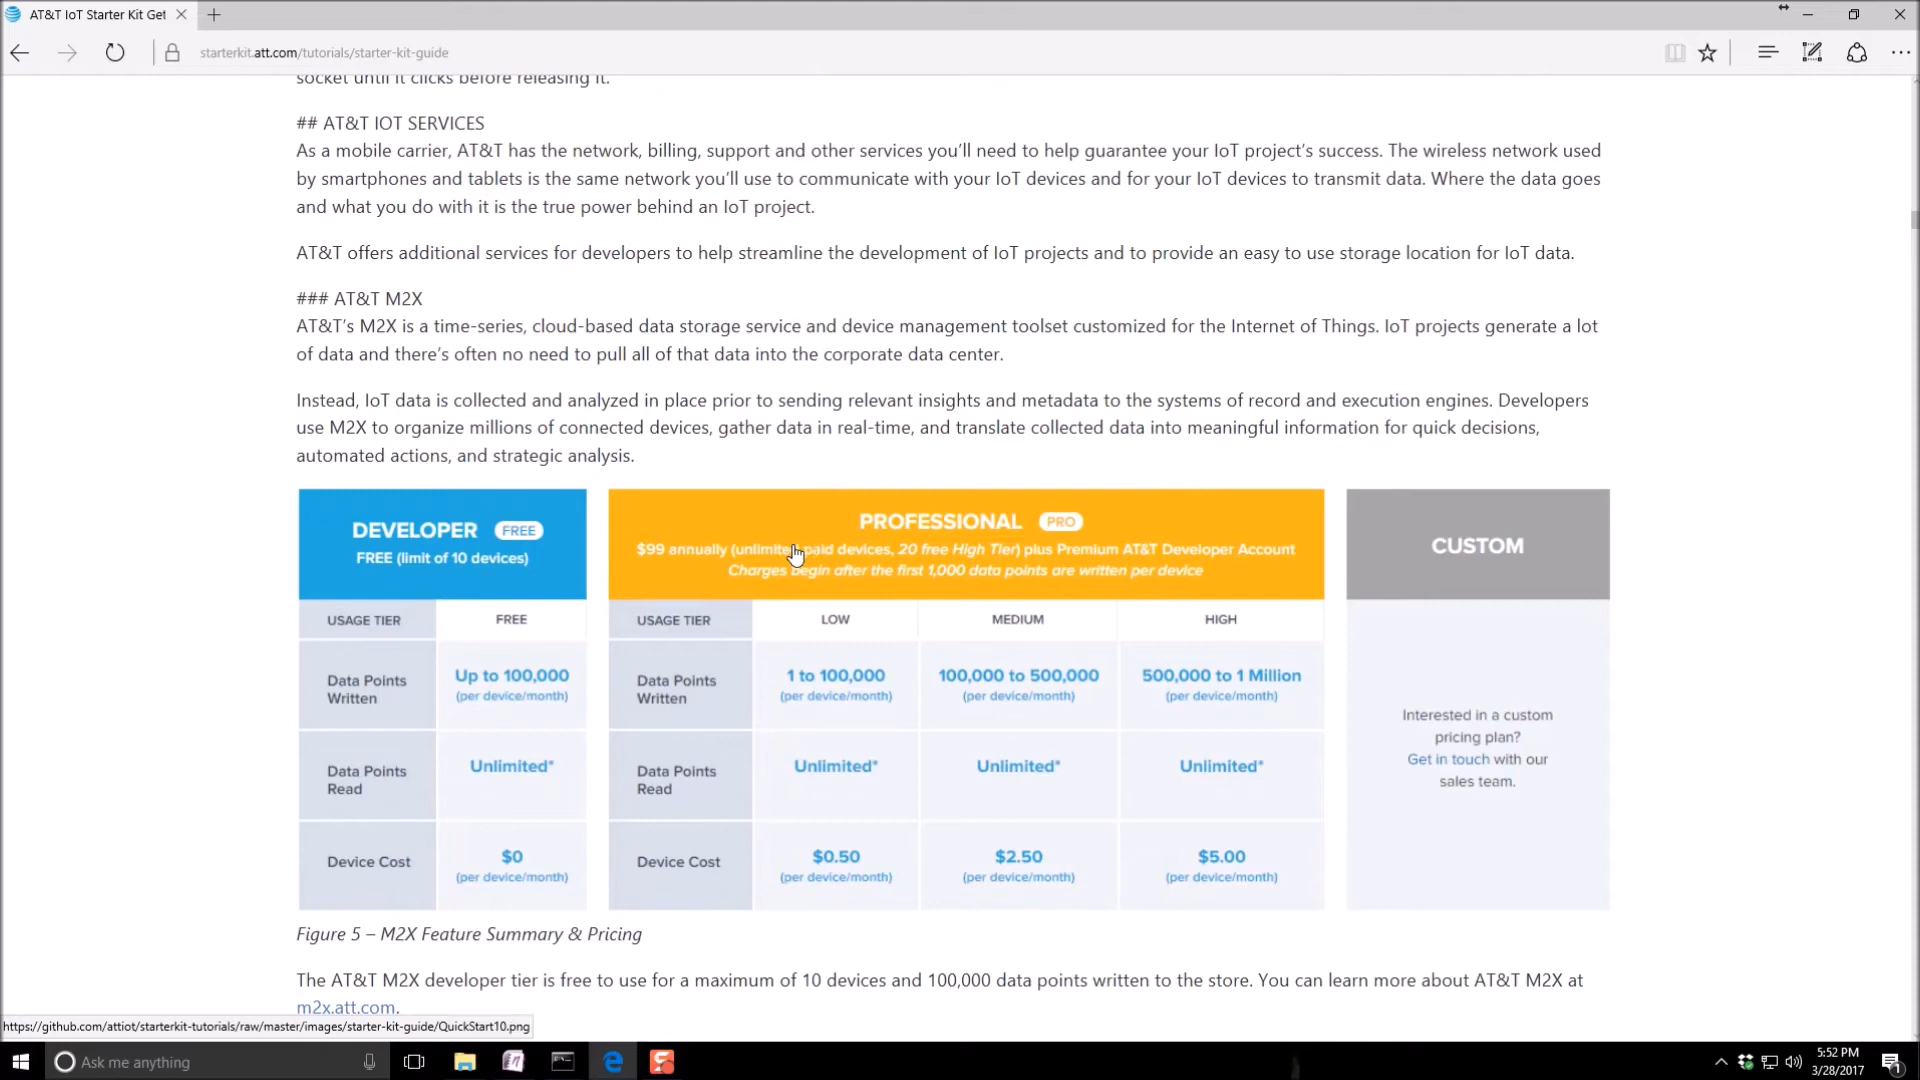 AT&T IoT Starter Kit Get
starterkit.att.com/tutorials/starter-kit-guide
socket until it clicks before releasing it.
## AT&T IOT SERVICES
As a mobile carrier, AT&T has the network, billing, support and other services you'll need to help guarantee your IoT project's success. The wireless network used
by smartphones and tablets is the same network you'll use to communicate with your IoT devices and for your IoT devices to transmit data. Where the data goes
and what you do with it is the true power behind an IoT project.
AT&T offers additional services for developers to help streamline the development of IoT projects and to provide an easy to use storage location for IoT data.
### AT&T M2X
AT&T's M2X is a time-series, cloud-based data storage service and device management toolset customized for the Internet of Things. IoT projects generate a lot
of data and there's often no need to pull all of that data into the corporate data center.
Instead, IoT data is collected and analyzed in place prior to sending relevant insights and metadata to the systems of record and execution engines. Developers
use M2X to organize millions of connected devices, gather data in real-time, and translate collected data into meaningful information for quick decisions,
automated actions, and strategic analysis.
DEVELOPER FREE
FREE (limit of 10 devices)
USAGE TIER FREE
Data Points Written Up to 100,000 (per device/month)
Data Points Read Unlimited*
Device Cost $0 (per device/month)
PROFESSIONAL PRO
$99 annually (unlimited paid devices, 20 free High Tier) plus Premium AT&T Developer Account
Charges begin after the first 1,000 data points are written per device
USAGE TIER LOW MEDIUM HIGH
Data Points Written 1 to 100,000 (per device/month) 100,000 to 500,000 (per device/month) 500,000 to 1 Million (per device/month)
Data Points Read Unlimited* Unlimited* Unlimited*
Device Cost $0.50 (per device/month) $2.50 (per device/month) $5.00 (per device/month)
CUSTOM
Interested in a custom
pricing plan?
Get in touch with our
sales team.
Figure 5 – M2X Feature Summary & Pricing
The AT&T M2X developer tier is free to use for a maximum of 10 devices and 100,000 data points written to the store. You can learn more about AT&T M2X at
m2x.att.com.
https://github.com/attiot/starterkit-tutorials/raw/master/images/starter-kit-guide/QuickStart10.png
Ask me anything
5:52 PM
3/28/2017
1